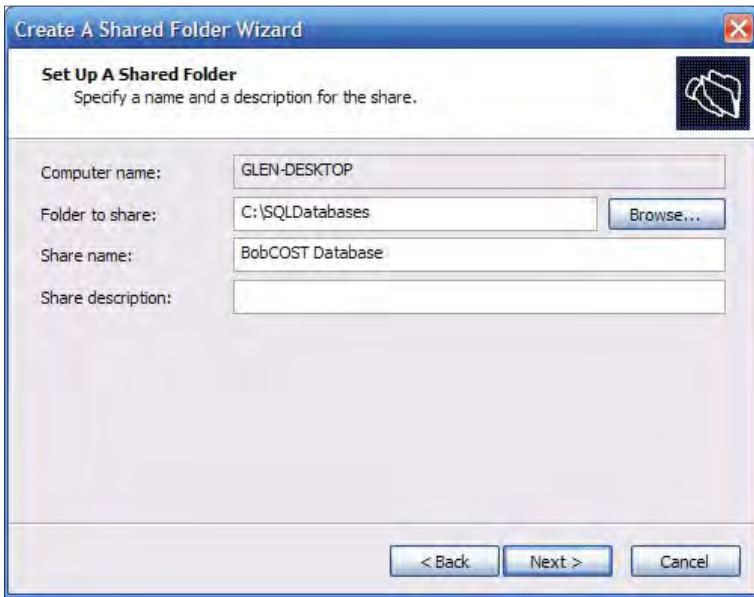 Create A Shared Folder Wizard
Set Up A Shared Folder
Specify a name and a description for the share.
Computer name: GLEN-DESKTOP
Folder to share: C:\SQLDatabases Browse...
Share name: BobCOST Database
Share description:
< Back Next > Cancel